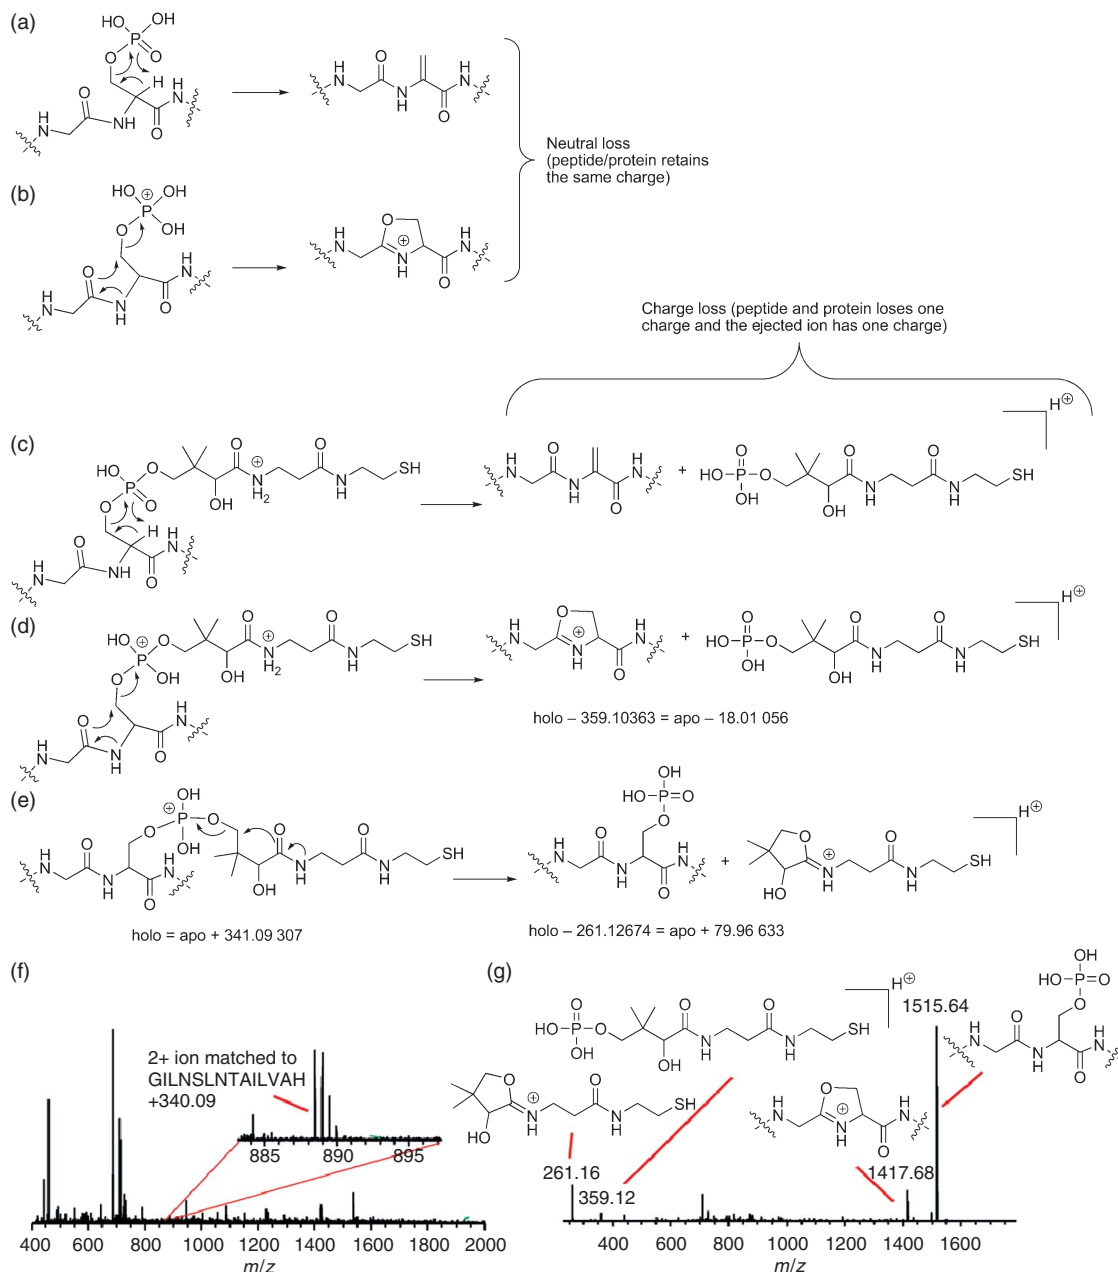 (a)
HO OH
P
O
O
H
O
H
N
NH
H
N
O
O
H
N
N
H
H
N
O
Neutral loss
(peptide/protein retains
the same charge)
(b)
HO ⊕ OH
P
OH
O
O
H
N
N
H
H
N
O
O
H
N
⊕
N
H
H
N
O
Charge loss (peptide and protein loses one
charge and the ejected ion has one charge)
(c)
HO
O
P
O
O
O
⊕
N
H2
OH
O
N
H
SH
H
O
H
N
NH
H
N
O
O
H
N
N
H
H
N
O
+
O
HO P O
OH
O
N
H
OH
O
N
H
SH
H⊕
(d)
HO ⊕
P
O
OH
O
O
⊕
N
H2
OH
O
N
H
SH
O
H
N
N
H
H
N
O
O
H
N
⊕
N
H
H
N
O
+
O
HO P O
OH
O
N
H
OH
O
N
H
SH
H⊕
holo – 359.10363 = apo – 18.01 056
(e)
OH
⊕
P
O
O
OH
O
N
H
OH
O
N
H
SH
H
N
O
N
H
H
N
O
holo = apo + 341.09 307
OH
HO P=O
O
H
N
O
N
H
H
N
O
+
O
⊕
N
H
HO
O
N
H
SH
H⊕
holo – 261.12674 = apo + 79.96 633
(f)
2+ ion matched to
GILNSLNTAILVAH
+340.09
885 890 895
400 800 1000 1200 1400 1600 2000
m/z
(g)
O
HO P O
OH
O
N
H
OH
O
N
H
SH
H⊕
1515.64
OH
HO P=O
O
H
N
O
N
H
H
N
O
O
⊕
N
H
HO
O
N
H
SH
O
H
N
⊕
N
H
H
N
O
261.16
359.12
1417.68
400 600 800 1000 1200 1400 1600
m/z